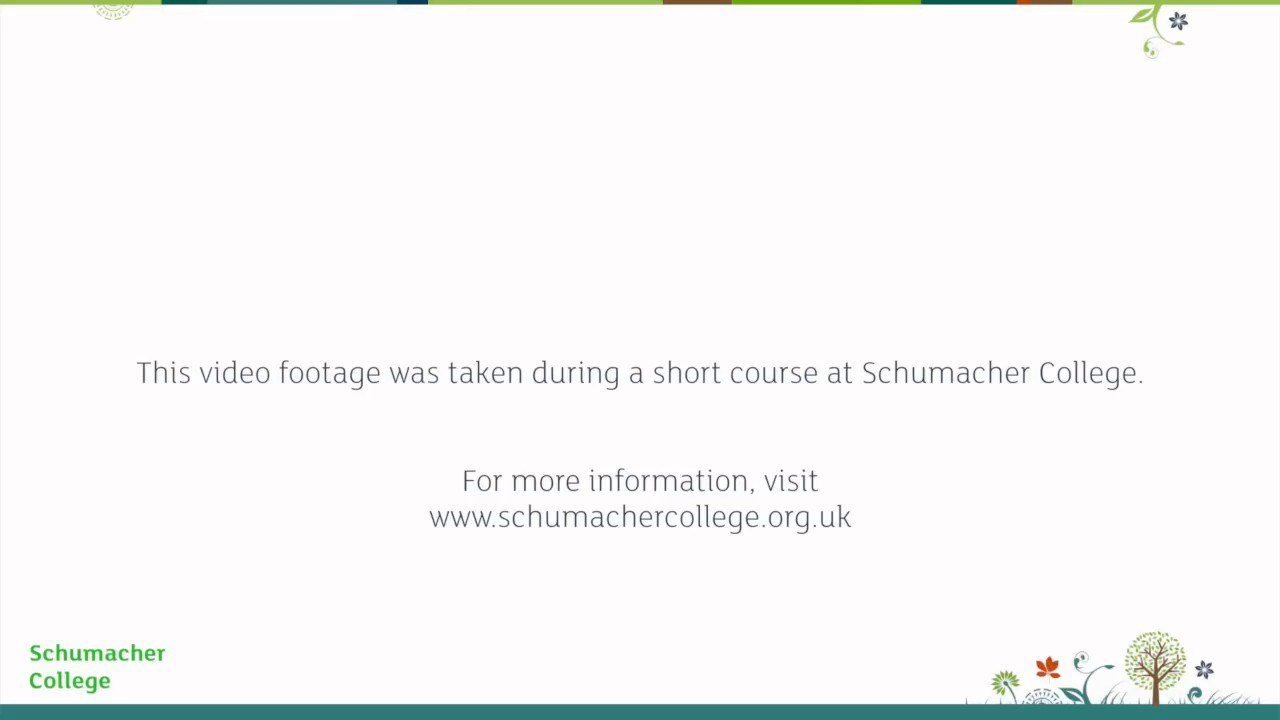 This video footage was taken during a short course at Schumacher College.
For more information, visit
www.schumachercollege.org.uk
Schumacher
College